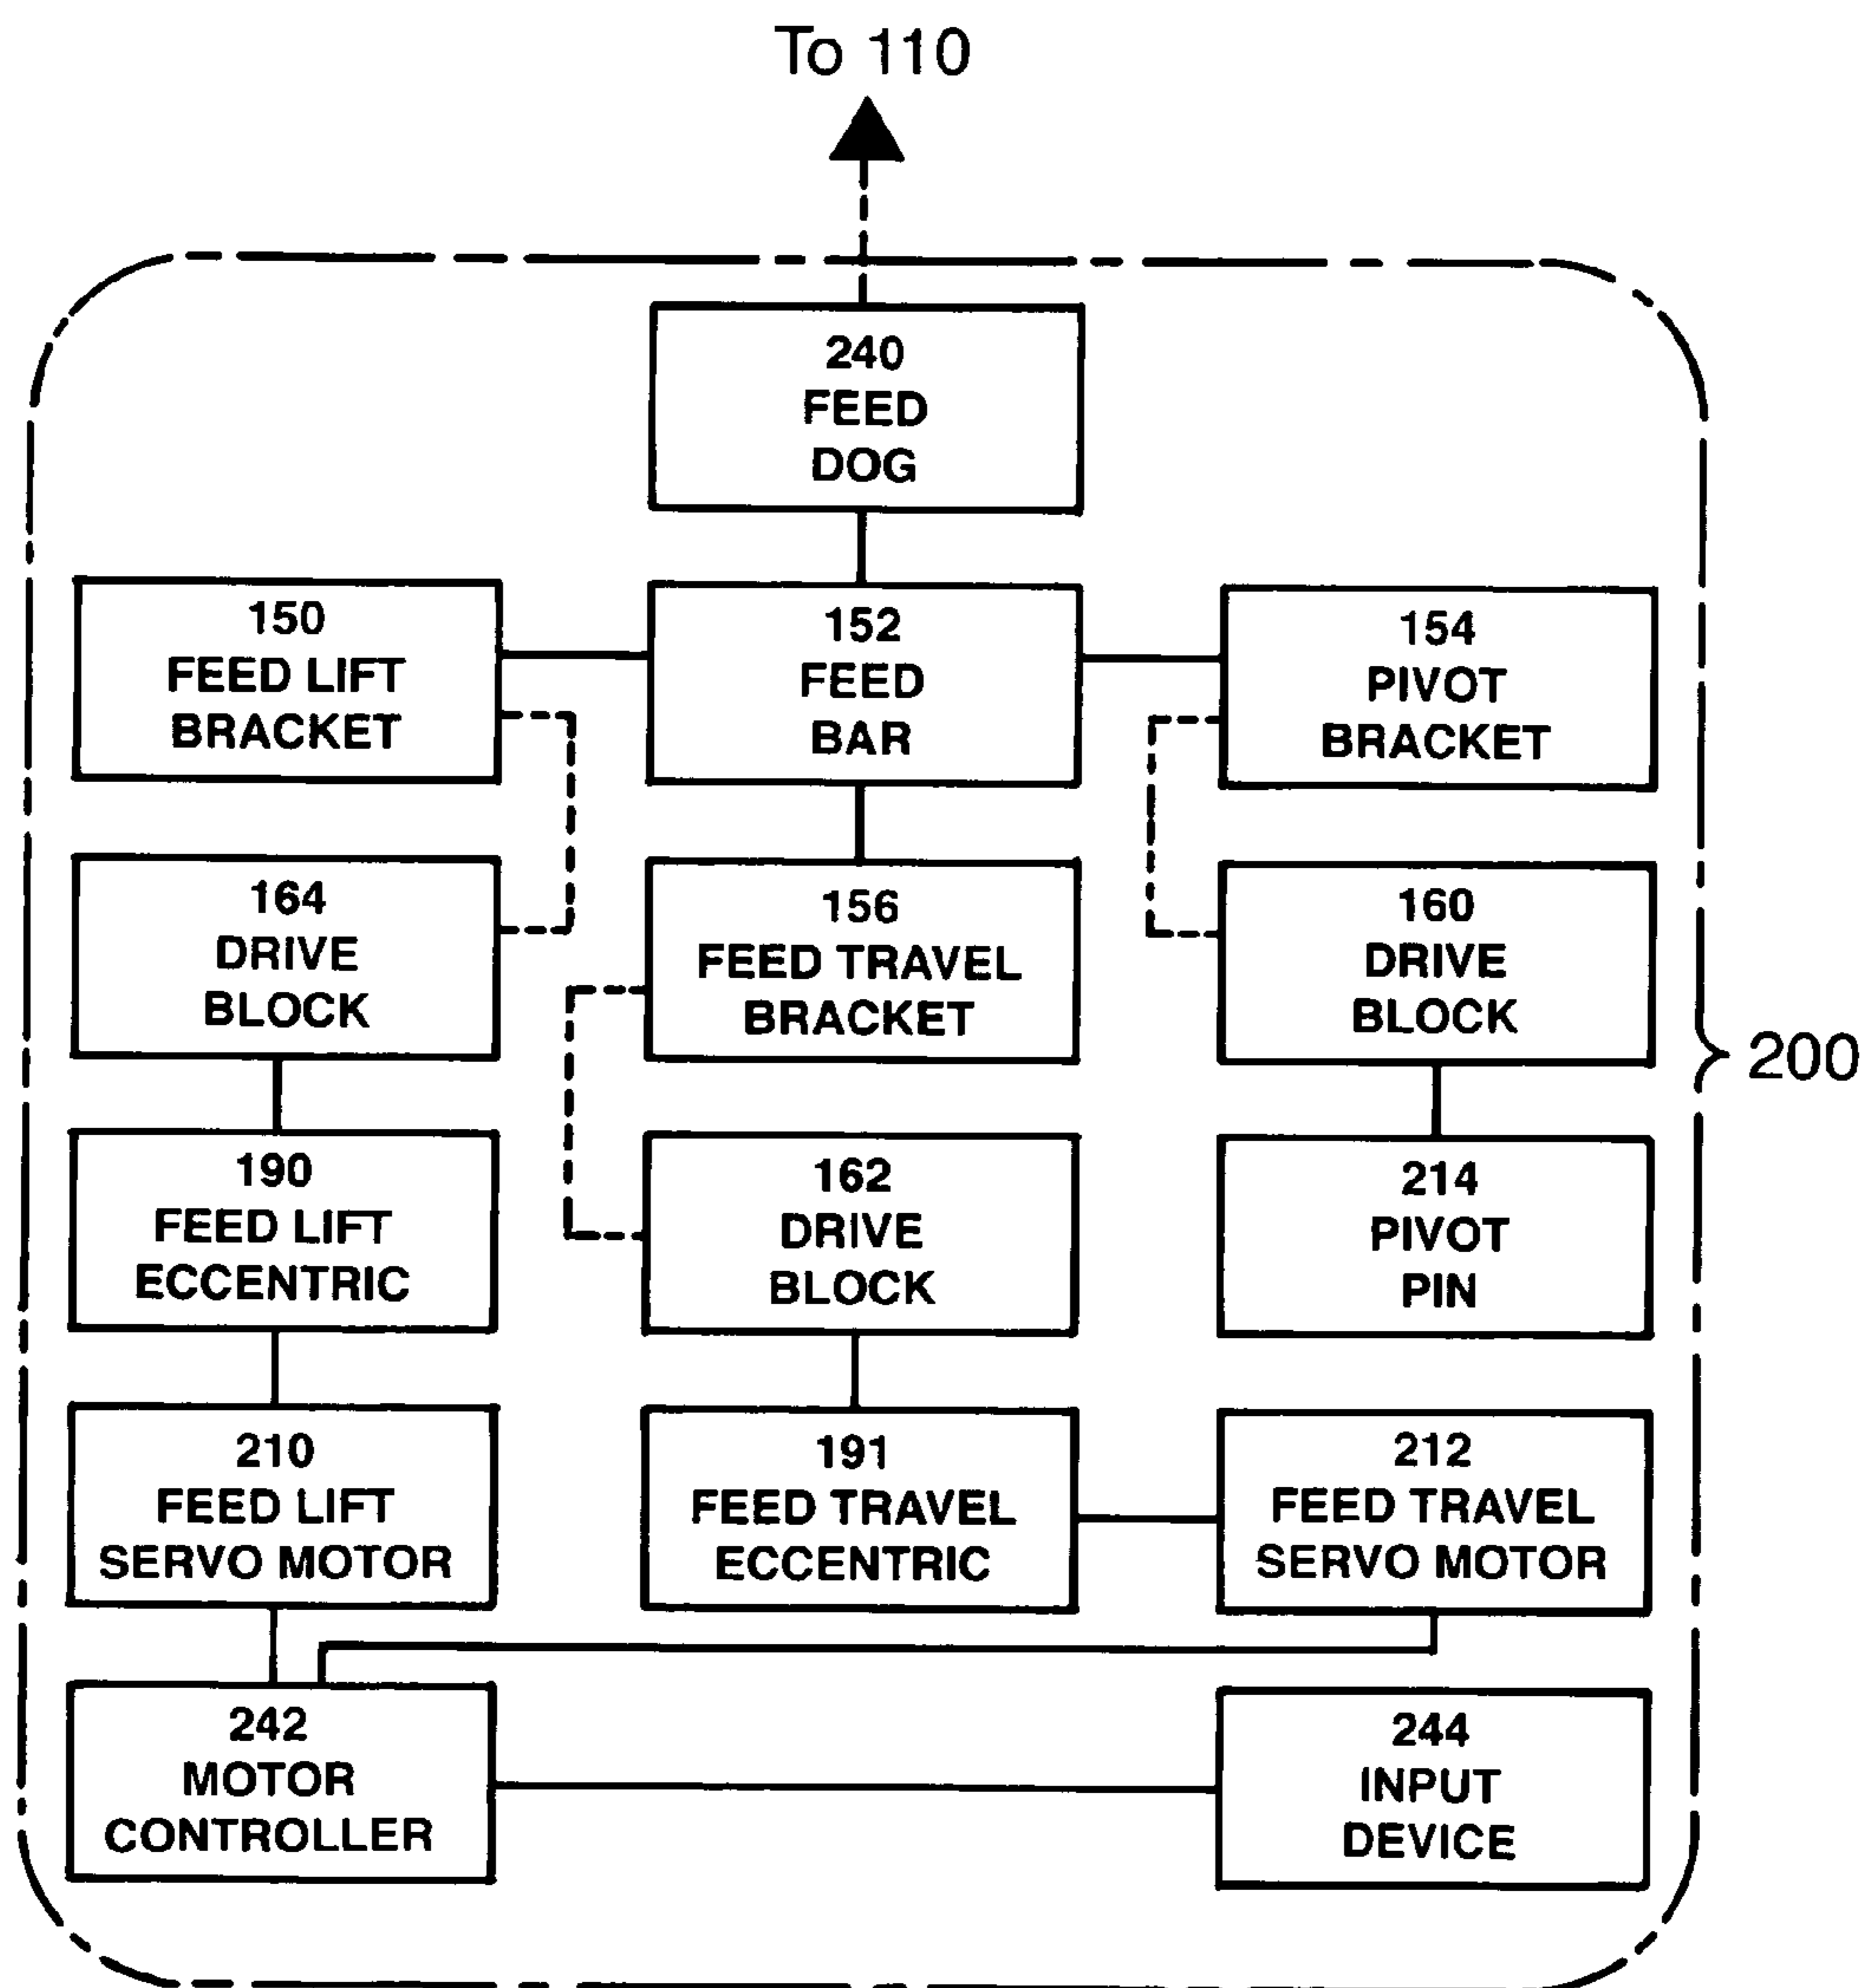 To 110
240
FEED
DOG
150
FEED LIFT
BRACKET
152
FEED
BAR
154
PIVOT
BRACKET
164
DRIVE
BLOCK
156
FEED TRAVEL
BRACKET
160
DRIVE
BLOCK
200
190
FEED LIFT
ECCENTRIC
162
DRIVE
BLOCK
214
PIVOT
PIN
210
FEED LIFT
SERVO MOTOR
191
FEED TRAVEL
ECCENTRIC
212
FEED TRAVEL
SERVO MOTOR
242
MOTOR
CONTROLLER
244
INPUT
DEVICE